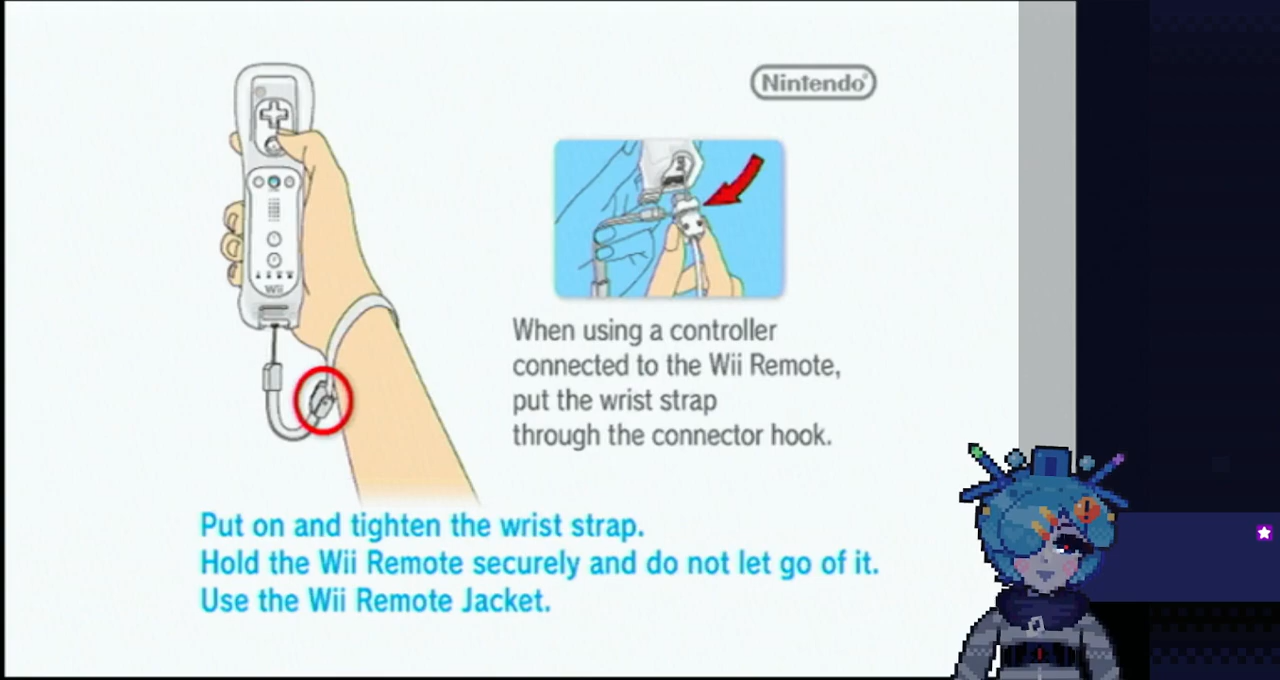 Nintendo®
When using a controller
connected to the Wii Remote,
put the wrist strap
through the connector hook.
Wii
Put on and tighten the wrist strap.
Hold the Wii Remote securely and do not let go of it.
Use the Wii Remote Jacket.